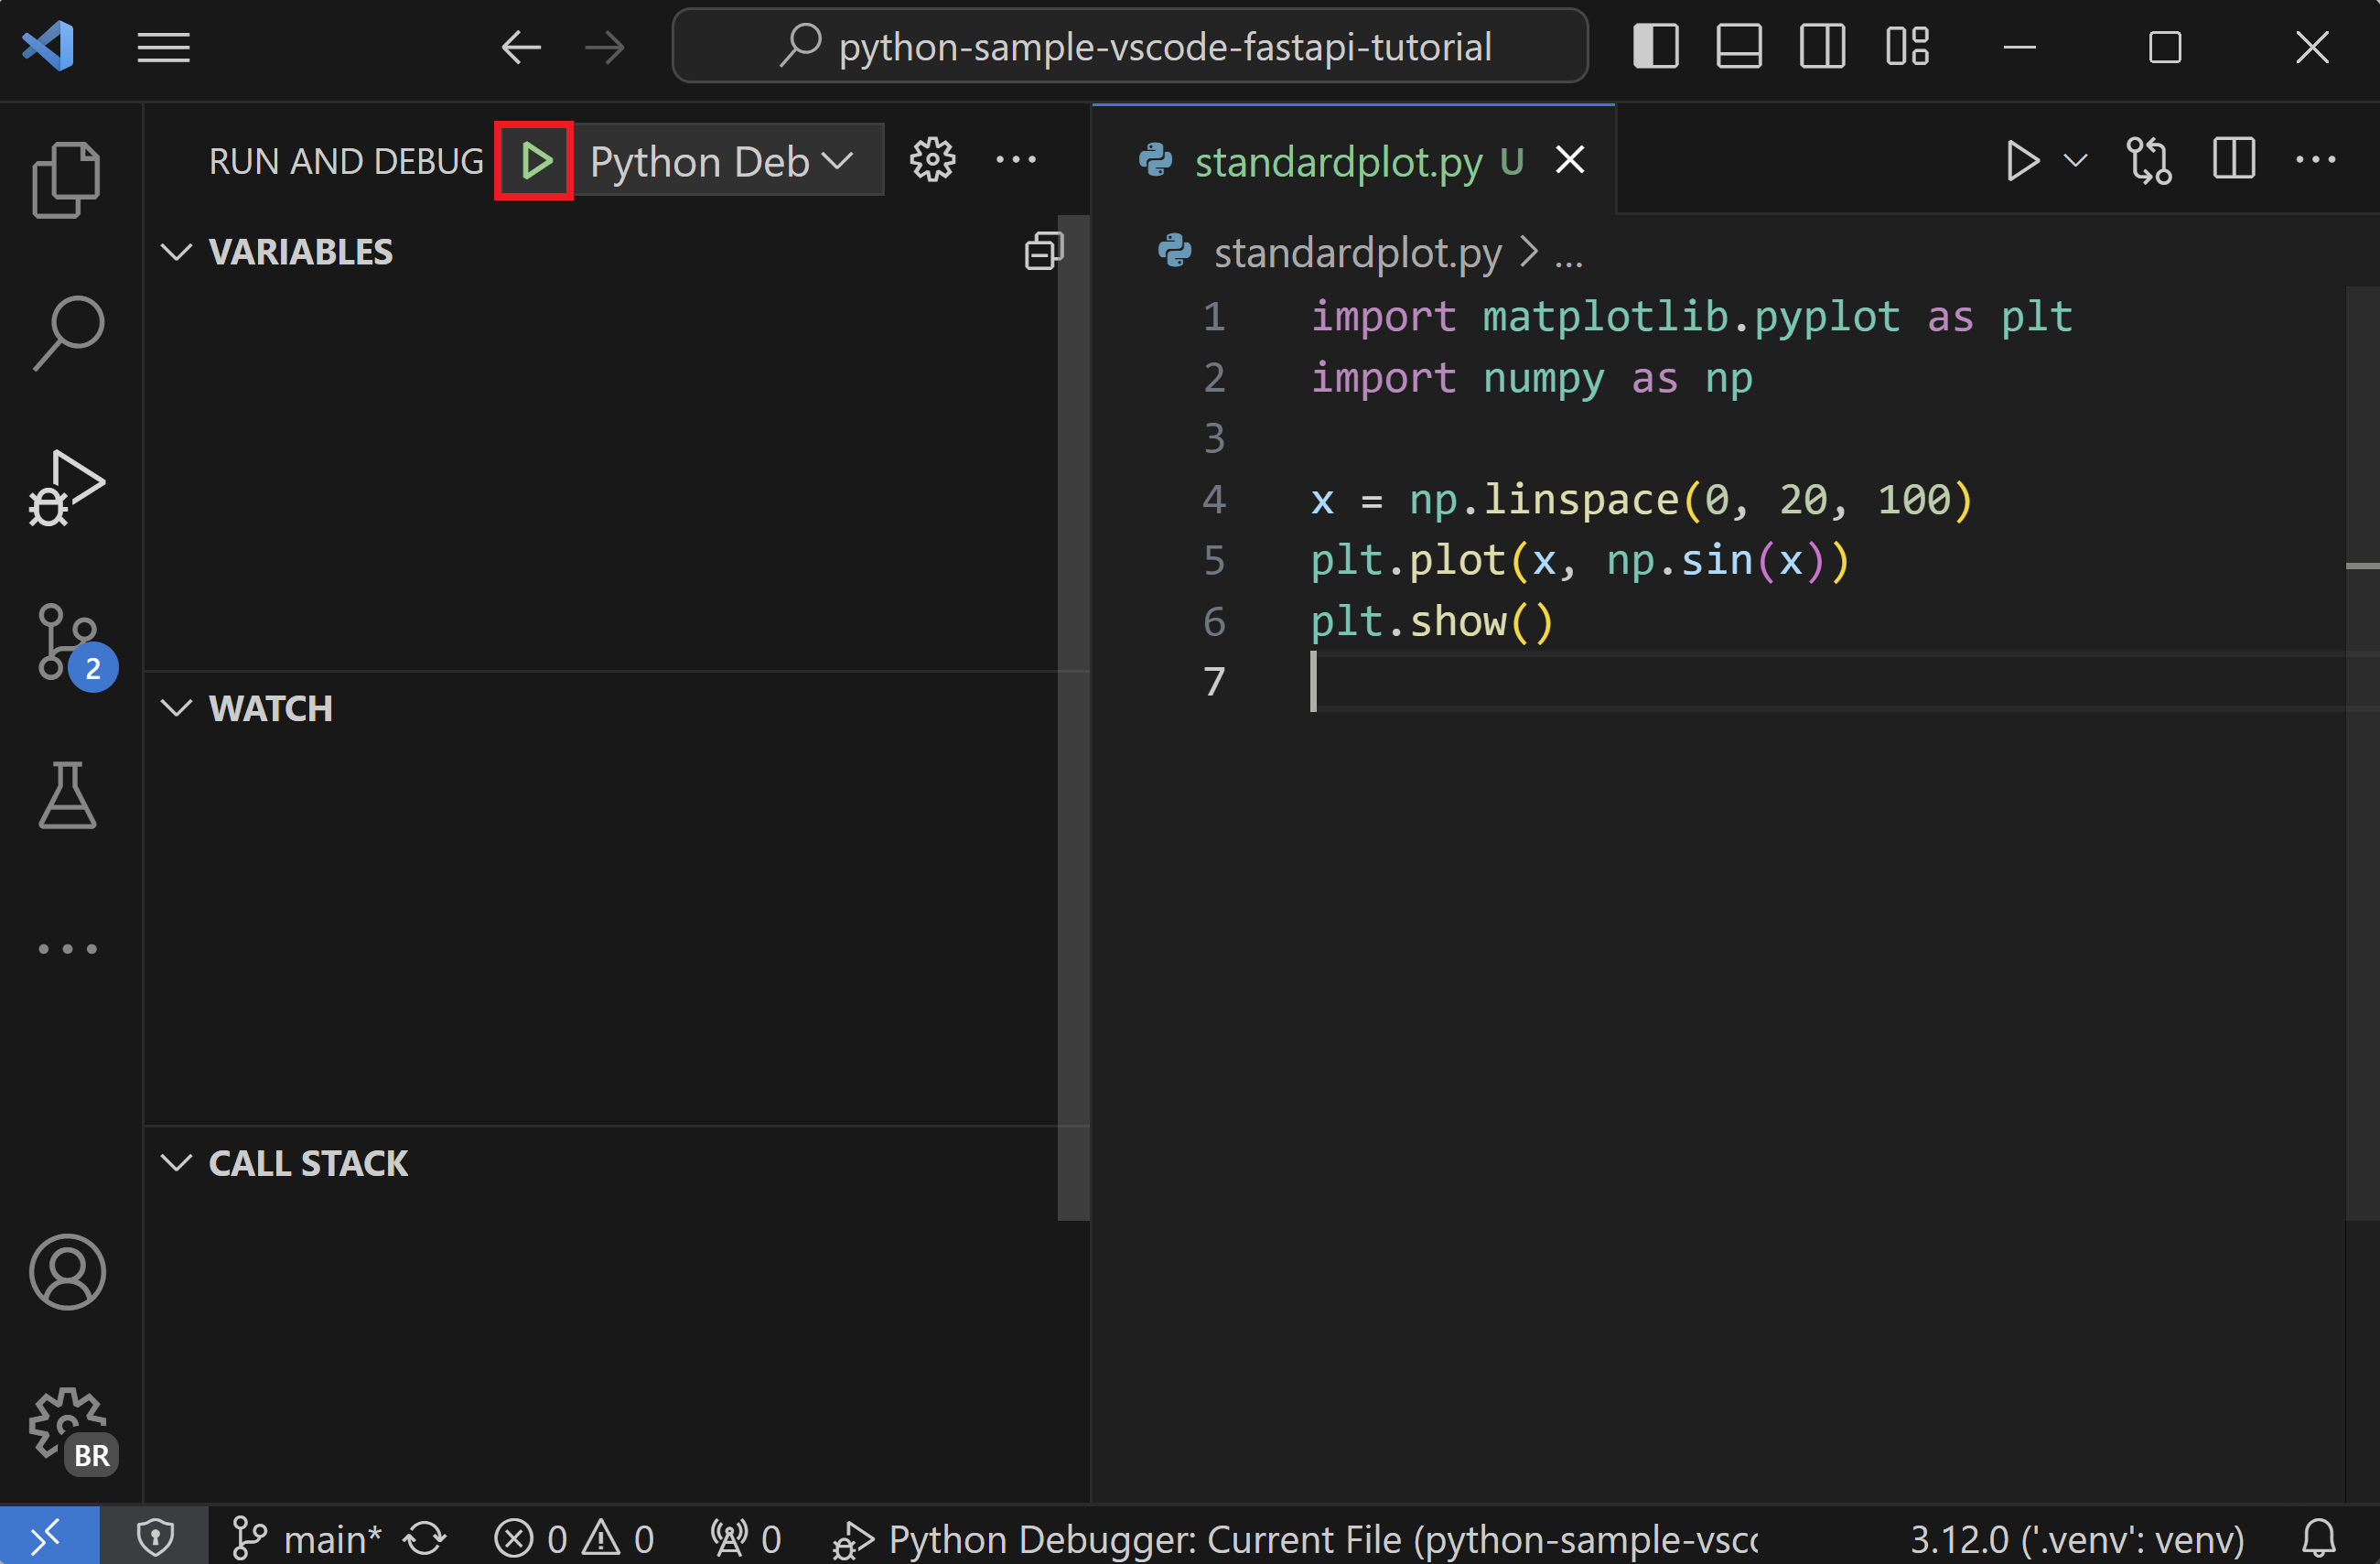 python-sample-vscode-fastapi-tutorial
RUN AND DEBUG Python Deb
VARIABLES
WATCH
CALL STACK
2
BR
standardplot.py U
standardplot.py > ...
1 import matplotlib.pyplot as plt
2 import numpy as np
3
4 x = np.linspace(0, 20, 100)
5 plt.plot(x, np.sin(x))
6 plt.show()
7
main* 0 0 0 Python Debugger: Current File (python-sample-vsc 3.12.0 ('.venv': venv)